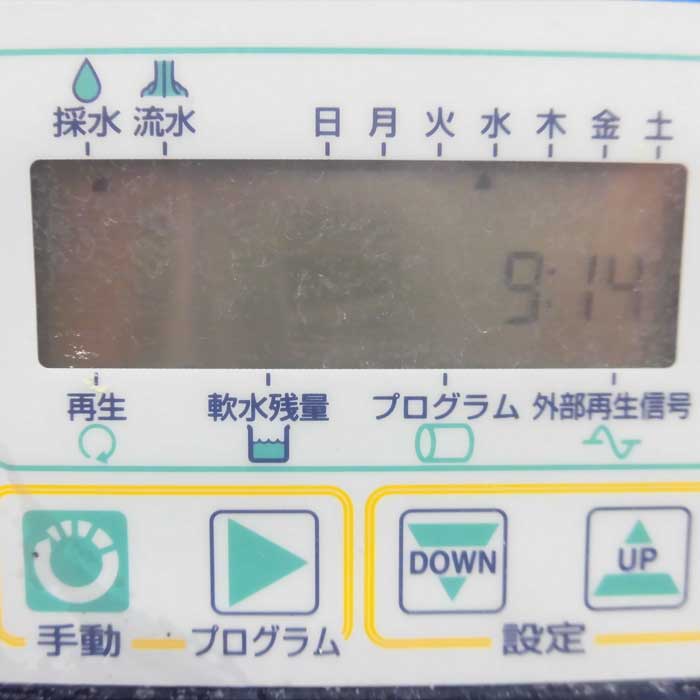 採水 流水 日 月 火 水 木 金 土
9:14
再生 軟水残量 プログラム 外部再生信号
DOWN UP
手動 プログラム 設定